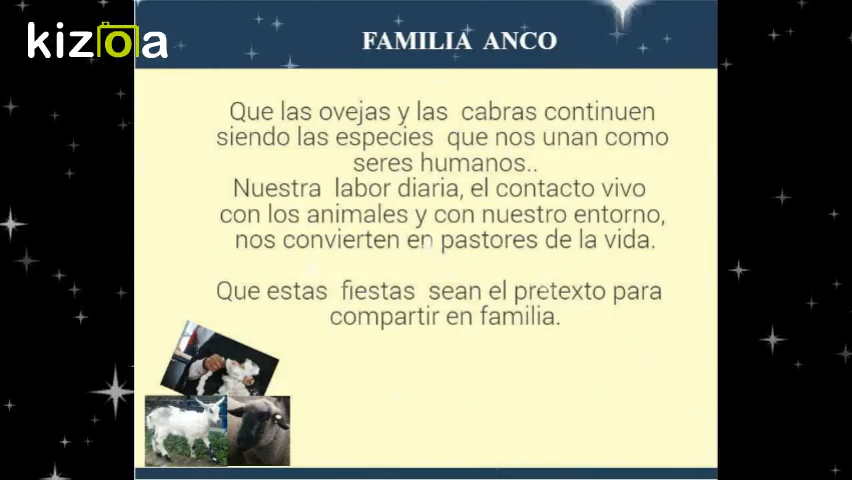 kizoa
FAMILIA ANCO
Que las ovejas y las cabras continuen
siendo las especies que nos unan como
seres humanos..
Nuestra labor diaria, el contacto vivo
con los animales y con nuestro entorno,
nos convierten en pastores de la vida.
Que estas fiestas sean el pretexto para
compartir en familia.